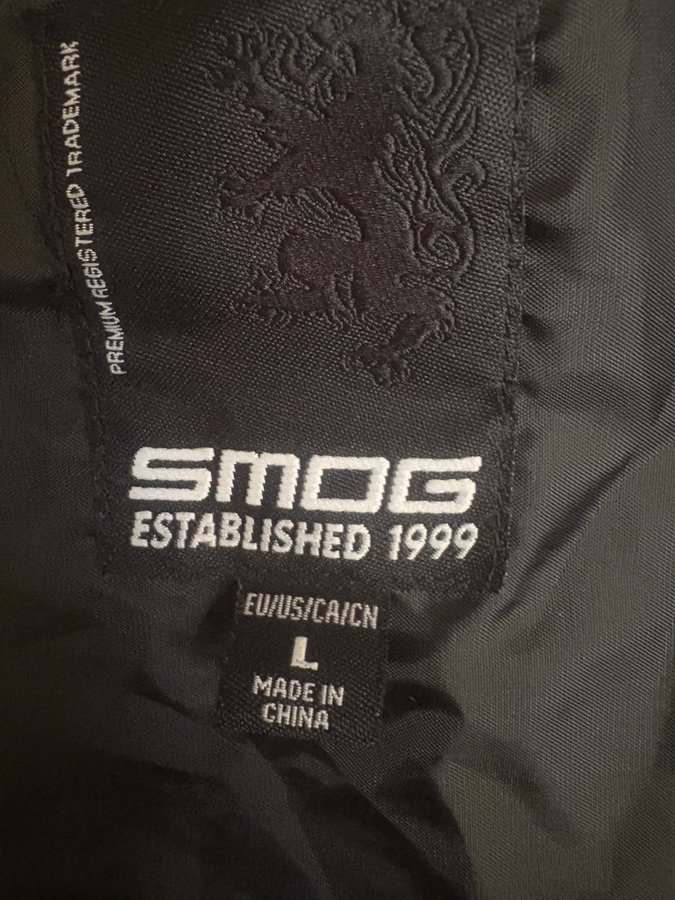 PREMIUM REGISTERED TRADEMARK
SMOG
ESTABLISHED 1999
EU/US/CA/CN
L
MADE IN
CHINA